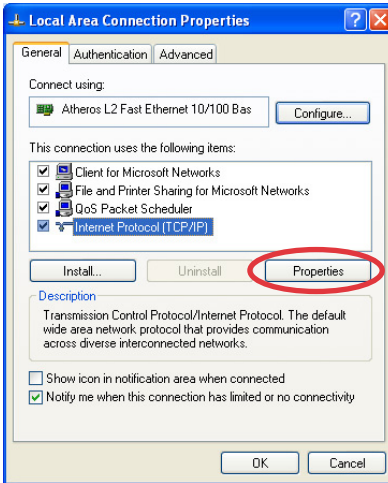 Local Area Connection Properties
General Authentication Advanced
Connect using:
Atheros L2 Fast Ethernet 10/100 Bas Configure...
This connection uses the following items:
Client for Microsoft Networks
File and Printer Sharing for Microsoft Networks
QoS Packet Scheduler
Internet Protocol (TCP/IP)
Install... Uninstall Properties
Description
Transmission Control Protocol/Internet Protocol. The default
wide area network protocol that provides communication
across diverse interconnected networks.
Show icon in notification area when connected
Notify me when this connection has limited or no connectivity
OK Cancel